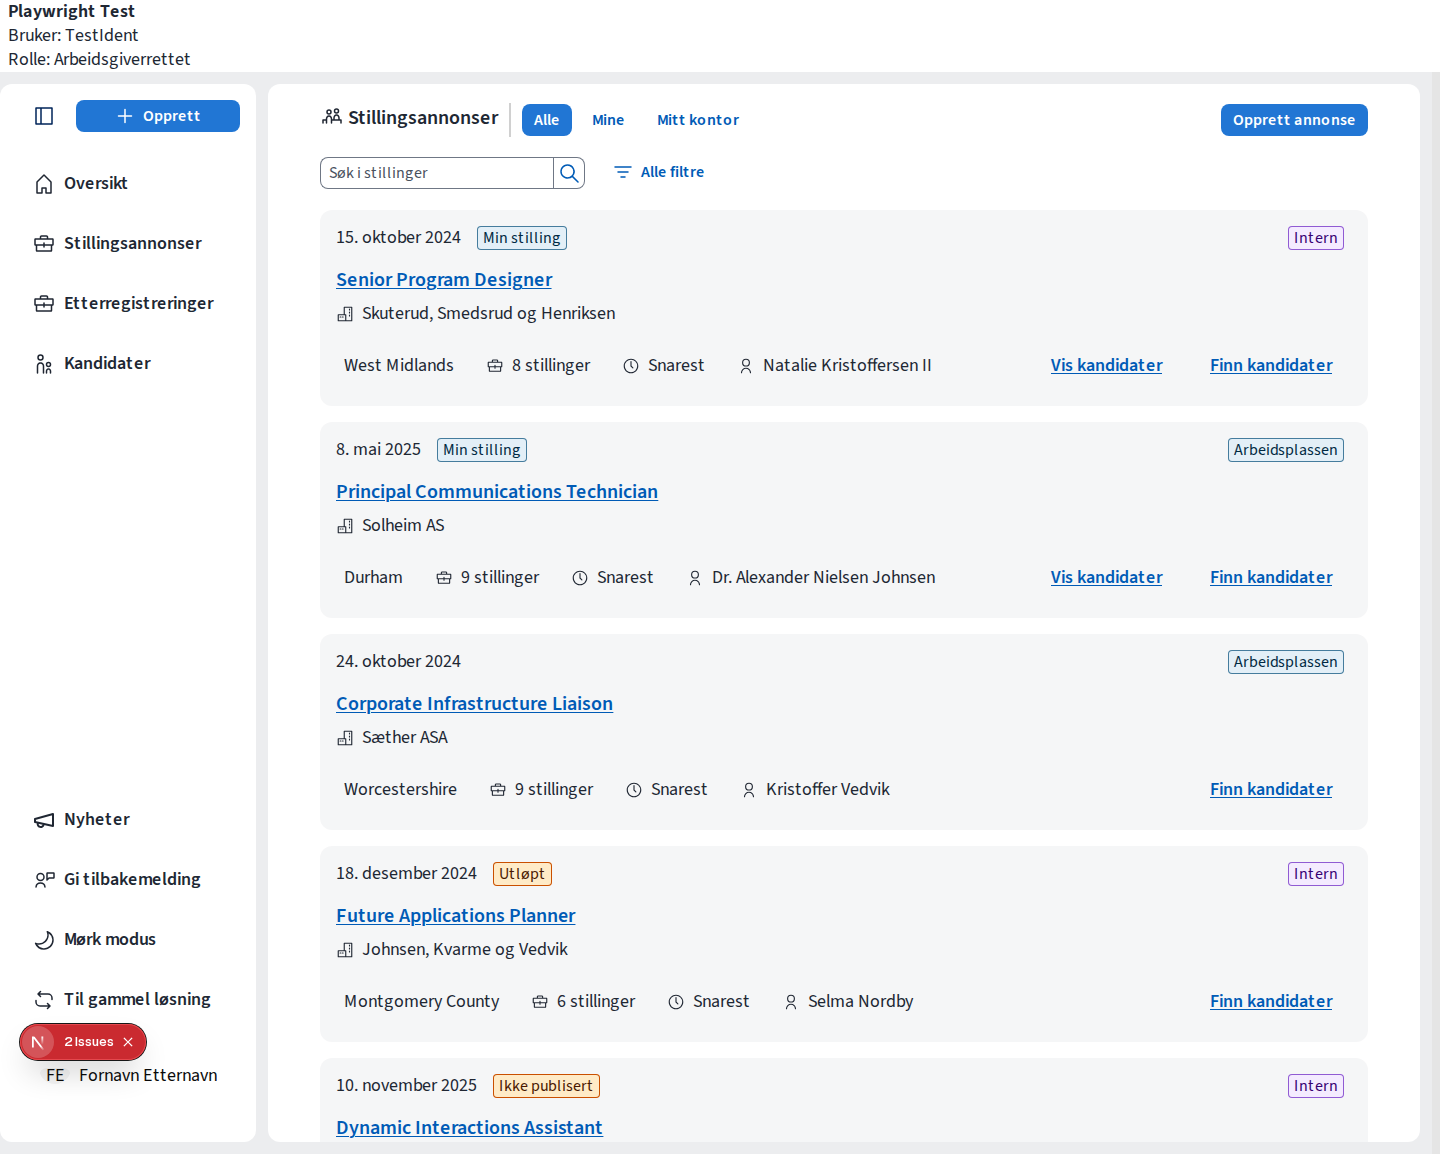 Playwright Test
Bruker: TestIdent
Rolle: Arbeidsgiverrettet
Opprett
Oversikt
Stillingsannonser
Etterregistreringer
Kandidater
Nyheter
Gi tilbakemelding
Mørk modus
Til gammel løsning
2 Issues
FE Fornavn Etternavn
Stillingsannonser Alle Mine Mitt kontor Opprett annonse
Søk i stillinger Alle filtre
15. oktober 2024 Min stilling Intern
Senior Program Designer
Skuterud, Smedsrud og Henriksen
West Midlands 8 stillinger Snarest Natalie Kristoffersen II Vis kandidater Finn kandidater
8. mai 2025 Min stilling Arbeidsplassen
Principal Communications Technician
Solheim AS
Durham 9 stillinger Snarest Dr. Alexander Nielsen Johnsen Vis kandidater Finn kandidater
24. oktober 2024 Arbeidsplassen
Corporate Infrastructure Liaison
Sæther ASA
Worcestershire 9 stillinger Snarest Kristoffer Vedvik Finn kandidater
18. desember 2024 Utløpt Intern
Future Applications Planner
Johnsen, Kvarme og Vedvik
Montgomery County 6 stillinger Snarest Selma Nordby Finn kandidater
10. november 2025 Ikke publisert Intern
Dynamic Interactions Assistant